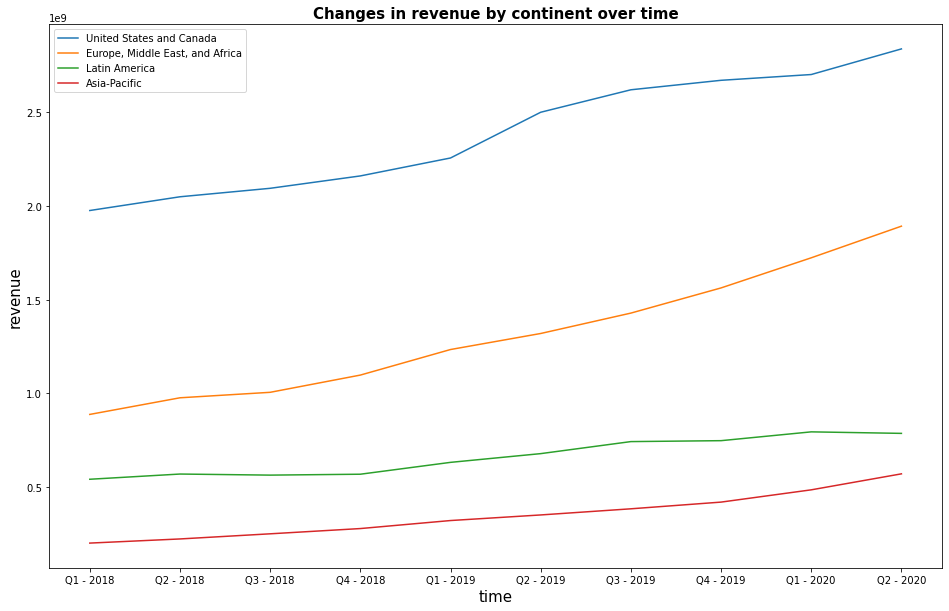 Changes in revenue by continent over time
1e9
United States and Canada
Europe, Middle East, and Africa
Latin America
Asia-Pacific
2.5
2.0
1.5
1.0
0.5
revenue
Q1 - 2018 Q2 - 2018 Q3 - 2018 Q4 - 2018 Q1 - 2019 Q2 - 2019 Q3 - 2019 Q4 - 2019 Q1 - 2020 Q2 - 2020
time